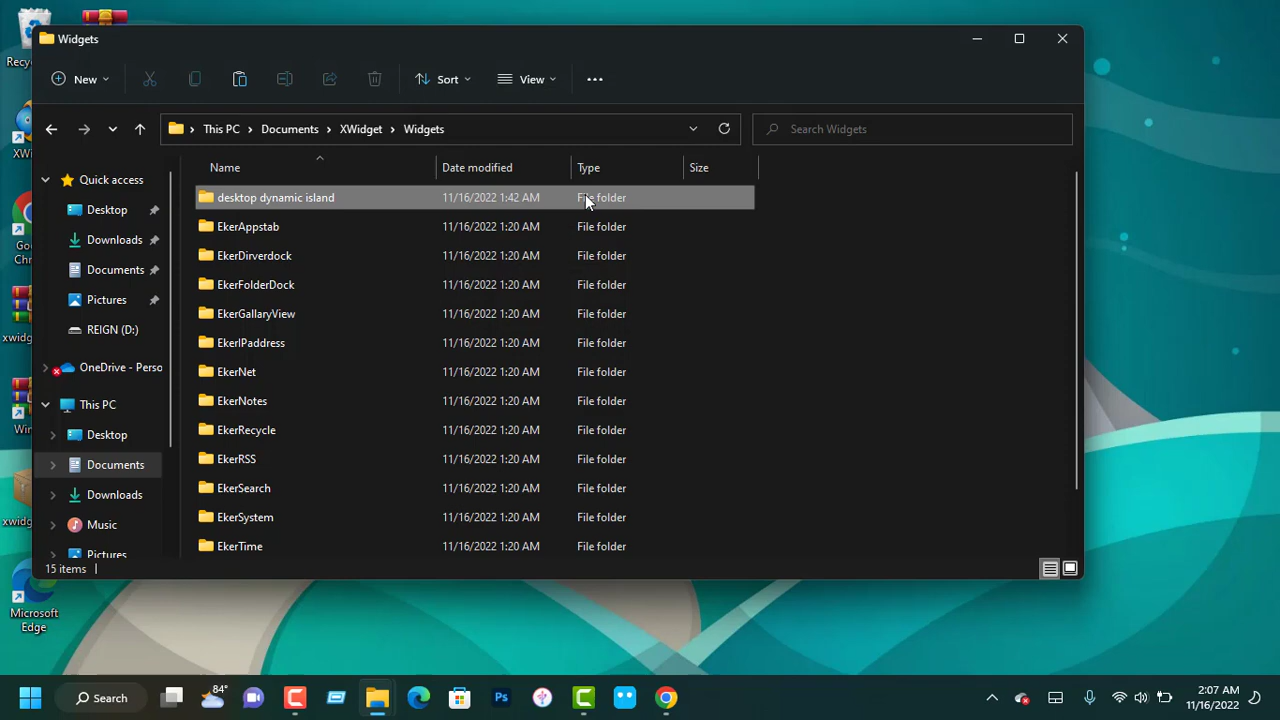 Widgets
New
Sort
View
This PC
Documents
XWidget
Widgets
Search Widgets
Name
Date modified
Type
Size
Quick access
Desktop
Downloads
Documents
Pictures
REIGN (D:)
OneDrive - Perso
This PC
Desktop
Documents
Downloads
Music
Pictures
desktop dynamic island 11/16/2022 1:42 AM File folder
EkerAppstab 11/16/2022 1:20 AM File folder
EkerDirverdock 11/16/2022 1:20 AM File folder
EkerFolderDock 11/16/2022 1:20 AM File folder
EkerGallaryView 11/16/2022 1:20 AM File folder
EkerIPaddress 11/16/2022 1:20 AM File folder
EkerNet 11/16/2022 1:20 AM File folder
EkerNotes 11/16/2022 1:20 AM File folder
EkerRecycle 11/16/2022 1:20 AM File folder
EkerRSS 11/16/2022 1:20 AM File folder
EkerSearch 11/16/2022 1:20 AM File folder
EkerSystem 11/16/2022 1:20 AM File folder
EkerTime 11/16/2022 1:20 AM File folder
15 items
Recy
XWi
Go
Chr
xwidg
Win
xwidg
Microsoft
Edge
Search
84°
Ps
2:07 AM
11/16/2022